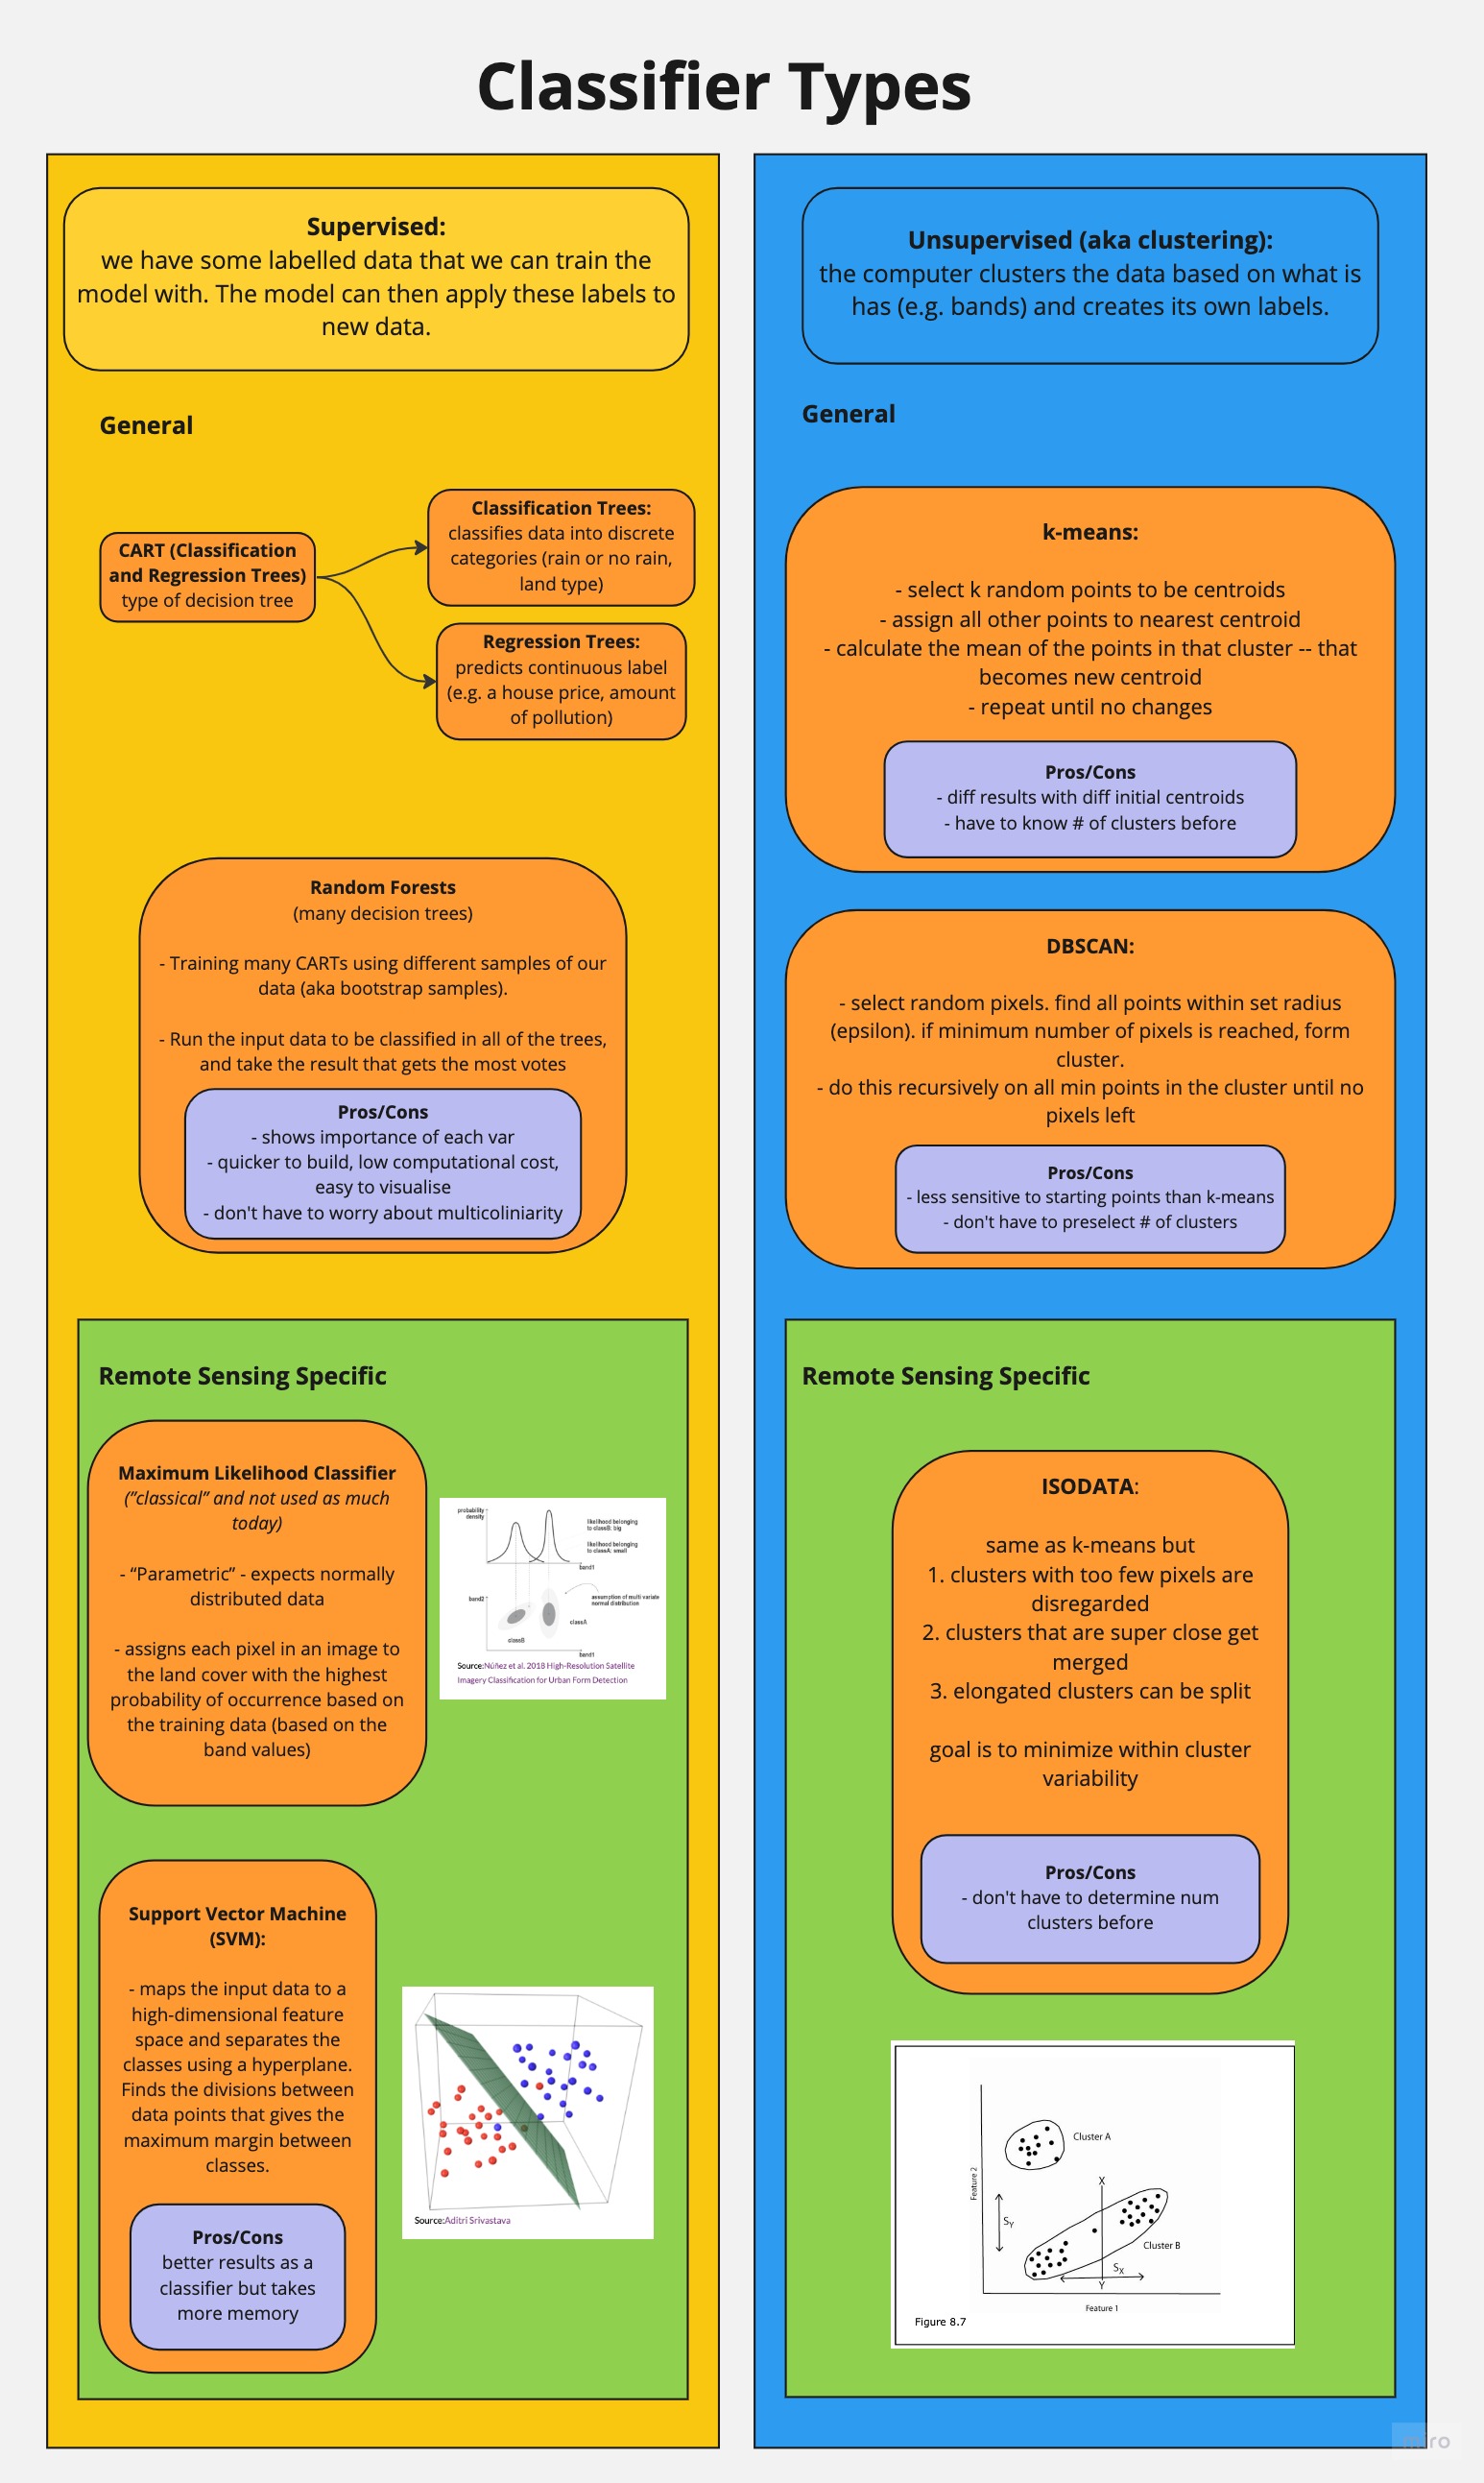 Classifier Types
Supervised:
we have some labelled data that we can train the
model with. The model can then apply these labels to
new data.
General
CART (Classification
and Regression Trees)
type of decision tree
Classification Trees:
classifies data into discrete
categories (rain or no rain,
land type)
Regression Trees:
predicts continuous label
(e.g. a house price, amount
of pollution)
Random Forests
(many decision trees)
- Training many CARTs using different samples of our
data (aka bootstrap samples).
- Run the input data to be classified in all of the trees,
and take the result that gets the most votes
Pros/Cons
- shows importance of each var
- quicker to build, low computational cost,
easy to visualise
- don't have to worry about multicoliniarity
Remote Sensing Specific
Maximum Likelihood Classifier
("classical" and not used as much
today)
- “Parametric” - expects normally
distributed data
- assigns each pixel in an image to
the land cover with the highest
probability of occurrence based on
the training data (based on the
band values)
probability
density
likelihood belonging
to classB: big
likelihood belonging
to classA: small
band1
band2
assumption of multi variate
normal distribution
classA
classB
band1
Source:Núñez et al. 2018 High-Resolution Satellite
Imagery Classification for Urban Form Detection
Support Vector Machine
(SVM):
- maps the input data to a
high-dimensional feature
space and separates the
classes using a hyperplane.
Finds the divisions between
data points that gives the
maximum margin between
classes.
Pros/Cons
better results as a
classifier but takes
more memory
Source:Aditri Srivastava
Unsupervised (aka clustering):
the computer clusters the data based on what is
has (e.g. bands) and creates its own labels.
General
k-means:
- select k random points to be centroids
- assign all other points to nearest centroid
- calculate the mean of the points in that cluster -- that
becomes new centroid
- repeat until no changes
Pros/Cons
- diff results with diff initial centroids
- have to know # of clusters before
DBSCAN:
- select random pixels. find all points within set radius
(epsilon). if minimum number of pixels is reached, form
cluster.
- do this recursively on all min points in the cluster until no
pixels left
Pros/Cons
- less sensitive to starting points than k-means
- don't have to preselect # of clusters
Remote Sensing Specific
ISODATA:
same as k-means but
1. clusters with too few pixels are
disregarded
2. clusters that are super close get
merged
3. elongated clusters can be split
goal is to minimize within cluster
variability
Pros/Cons
- don't have to determine num
clusters before
Cluster A
Feature 2
X
SY
Cluster B
SX
Y
Feature 1
Figure 8.7
miro